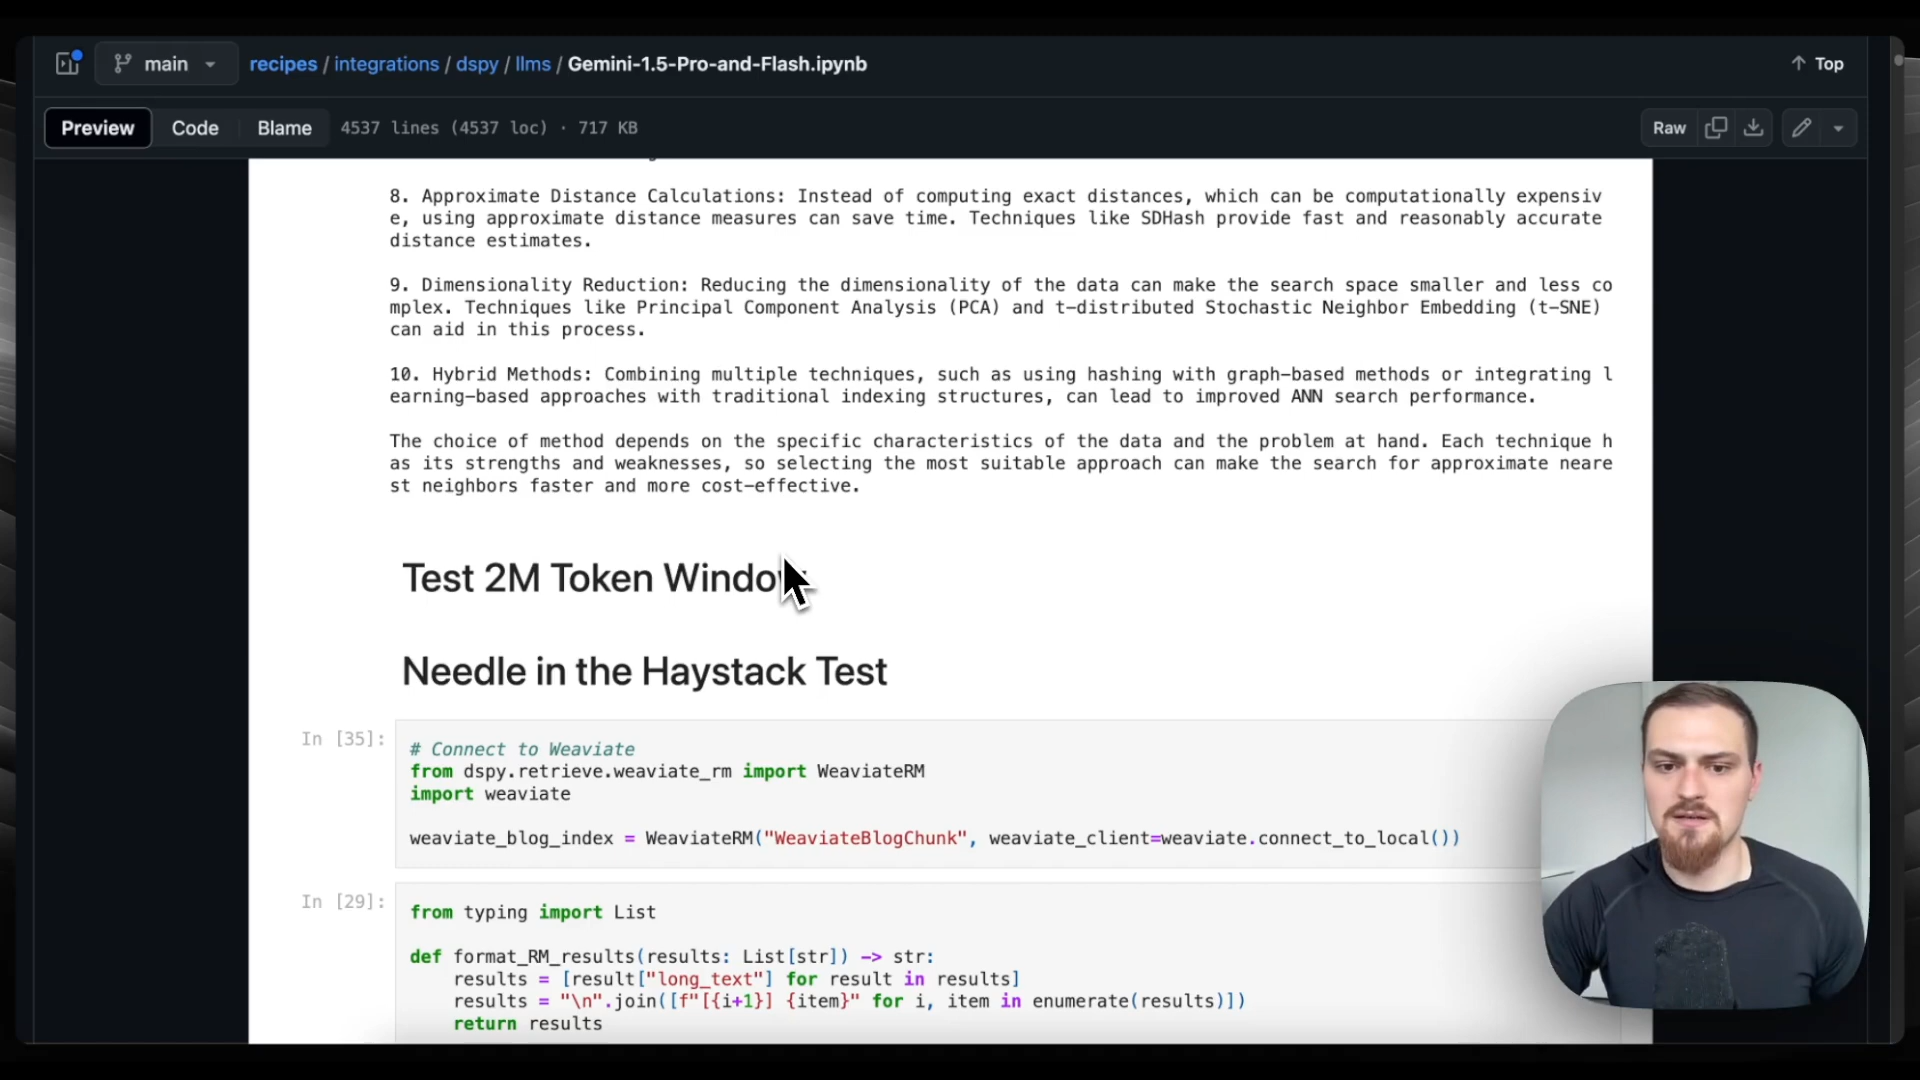 main
recipes / integrations / dspy / llms / Gemini-1.5-Pro-and-Flash.ipynb
Top
Preview
Code
Blame
4537 lines (4537 loc) · 717 KB
Raw
8. Approximate Distance Calculations: Instead of computing exact distances, which can be computationally expensiv
e, using approximate distance measures can save time. Techniques like SDHash provide fast and reasonably accurate
distance estimates.
9. Dimensionality Reduction: Reducing the dimensionality of the data can make the search space smaller and less co
mplex. Techniques like Principal Component Analysis (PCA) and t-distributed Stochastic Neighbor Embedding (t-SNE)
can aid in this process.
10. Hybrid Methods: Combining multiple techniques, such as using hashing with graph-based methods or integrating l
earning-based approaches with traditional indexing structures, can lead to improved ANN search performance.
The choice of method depends on the specific characteristics of the data and the problem at hand. Each technique h
as its strengths and weaknesses, so selecting the most suitable approach can make the search for approximate neare
st neighbors faster and more cost-effective.
Test 2M Token Window
Needle in the Haystack Test
In [35]:
# Connect to Weaviate
from dspy.retrieve.weaviate_rm import WeaviateRM
import weaviate
weaviate_blog_index = WeaviateRM("WeaviateBlogChunk", weaviate_client=weaviate.connect_to_local())
In [29]:
from typing import List
def format_RM_results(results: List[str]) -> str:
    results = [result["long_text"] for result in results]
    results = "\n".join([f"[{i+1}] {item}" for i, item in enumerate(results)])
    return results